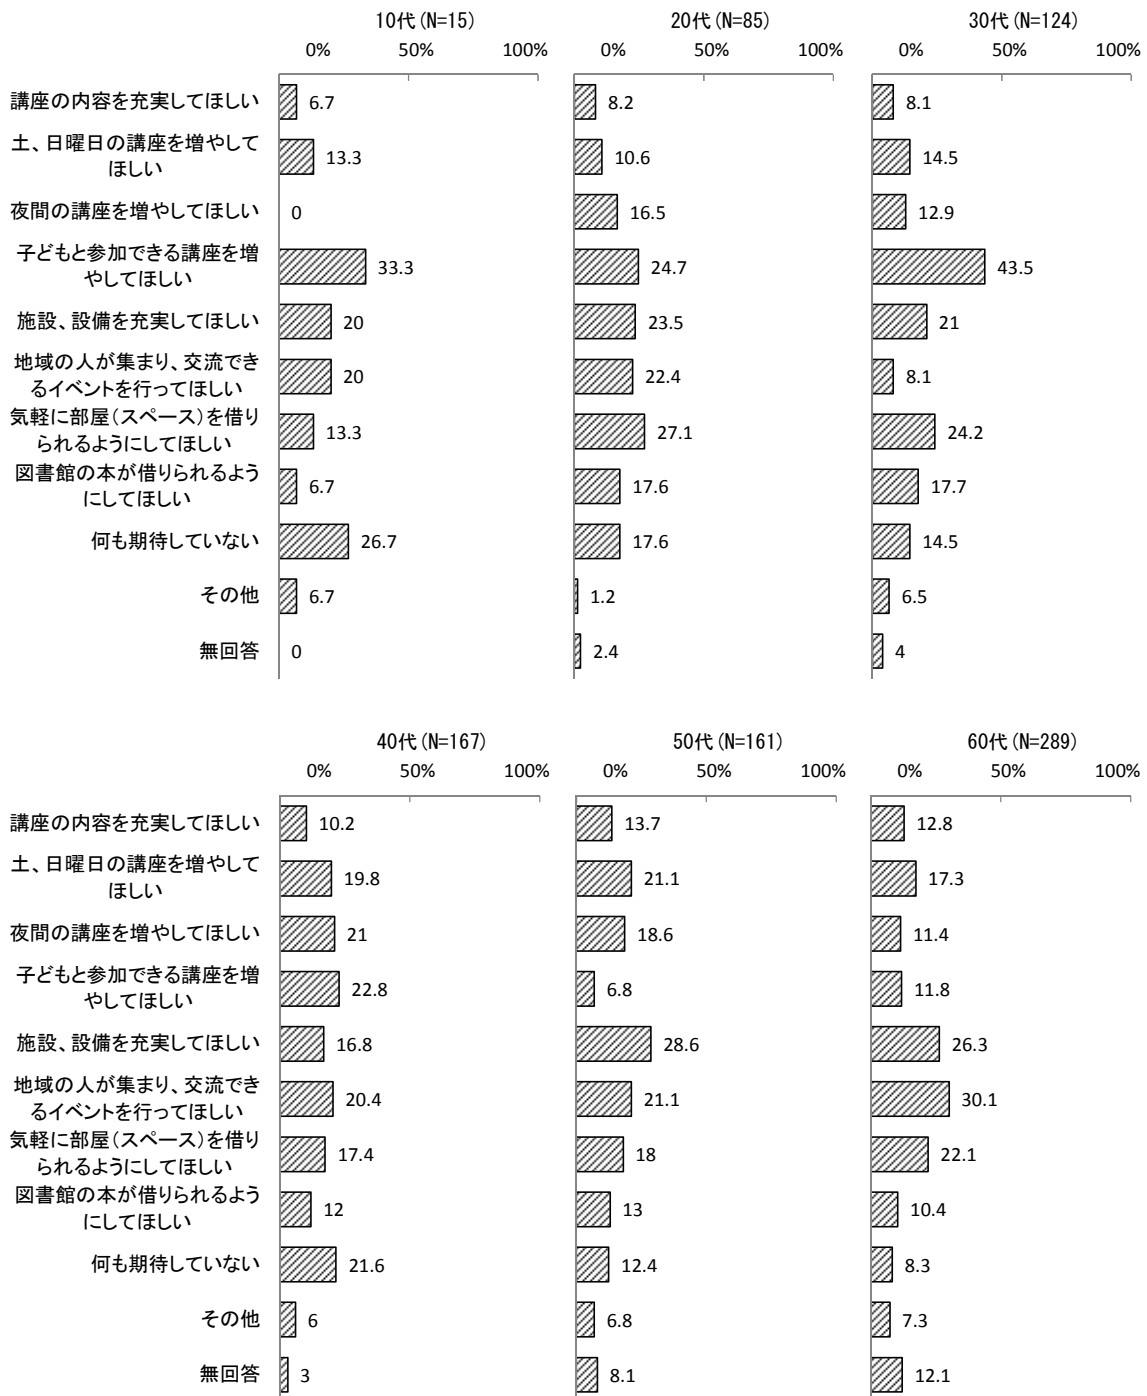 10代(N=15) 20代(N=85) 30代(N=124)
0% 50% 100% 0% 50% 100% 0% 50% 100%
講座の内容を充実してほしい 6.7 8.2 8.1
土、日曜日の講座を増やして
ほしい 13.3 10.6 14.5
夜間の講座を増やしてほしい 0 16.5 12.9
子どもと参加できる講座を増
やしてほしい 33.3 24.7 43.5
施設、設備を充実してほしい 20 23.5 21
地域の人が集まり、交流でき
るイベントを行ってほしい 20 22.4 8.1
気軽に部屋(スペース)を借り
られるようにしてほしい 13.3 27.1 24.2
図書館の本が借りられるよう
にしてほしい 6.7 17.6 17.7
何も期待していない 26.7 17.6 14.5
その他 6.7 1.2 6.5
無回答 0 2.4 4
40代(N=167) 50代(N=161) 60代(N=289)
0% 50% 100% 0% 50% 100% 0% 50% 100%
講座の内容を充実してほしい 10.2 13.7 12.8
土、日曜日の講座を増やして
ほしい 19.8 21.1 17.3
夜間の講座を増やしてほしい 21 18.6 11.4
子どもと参加できる講座を増
やしてほしい 22.8 6.8 11.8
施設、設備を充実してほしい 16.8 28.6 26.3
地域の人が集まり、交流でき
るイベントを行ってほしい 20.4 21.1 30.1
気軽に部屋(スペース)を借り
られるようにしてほしい 17.4 18 22.1
図書館の本が借りられるよう
にしてほしい 12 13 10.4
何も期待していない 21.6 12.4 8.3
その他 6 6.8 7.3
無回答 3 8.1 12.1